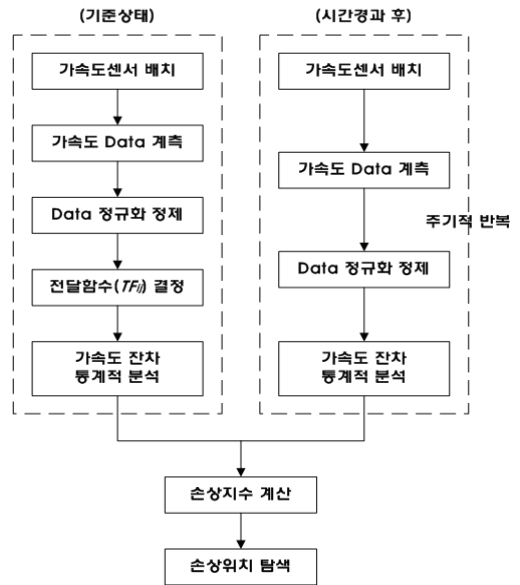 (기준상태)
가속도센서 배치
가속도 Data 계측
Data 정규화 정제
전달함수(TFij) 결정
가속도 잔차
통계적 분석
(시간경과 후)
가속도센서 배치
가속도 Data 계측
주기적 반복
Data 정규화 정제
가속도 잔차
통계적 분석
손상지수 계산
손상위치 탐색